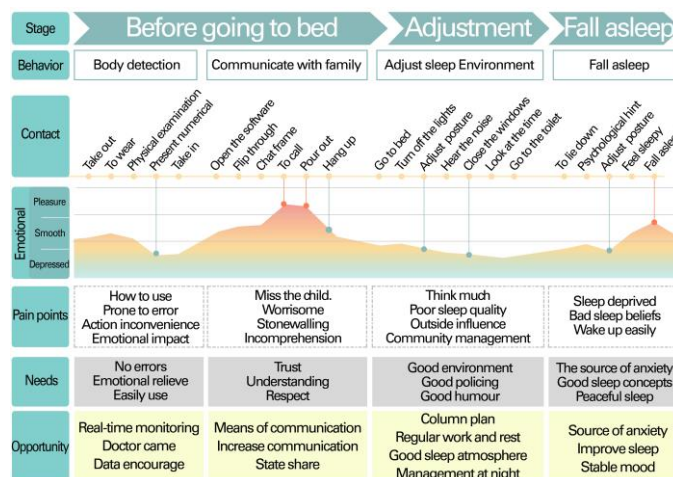 Stage
Before going to bed
Adjustment
Fall asleep
Behavior
Body detection
Communicate with family
Adjust sleep Environment
Fall asleep
Contact
Take out
To wear
Physical examination
Present numerical
Take in
Open the software
Flip through
Chat frame
To call
Pour out
Hang up
Go to bed
Turn off the lights
Adjust posture
Hear the noise
Close the windows
Look at the time
Go to the toilet
To lie down
Psychological hint
Adjust posture
Feel sleepy
Fall asleep
Emotional
Pleasure
Smooth
Depressed
Pain points
How to use
Prone to error
Action inconvenience
Emotional impact
Miss the child.
Worrisome
Stonewalling
Incomprehension
Think much
Poor sleep quality
Outside influence
Community management
Sleep deprived
Bad sleep beliefs
Wake up easily
Needs
No errors
Emotional relieve
Easily use
Trust
Understanding
Respect
Good environment
Good policing
Good humour
The source of anxiety
Good sleep concepts
Peaceful sleep
Opportunity
Real-time monitoring
Doctor came
Data encourage
Means of communication
Increase communication
State share
Column plan
Regular work and rest
Good sleep atmosphere
Management at night
Source of anxiety
Improve sleep
Stable mood